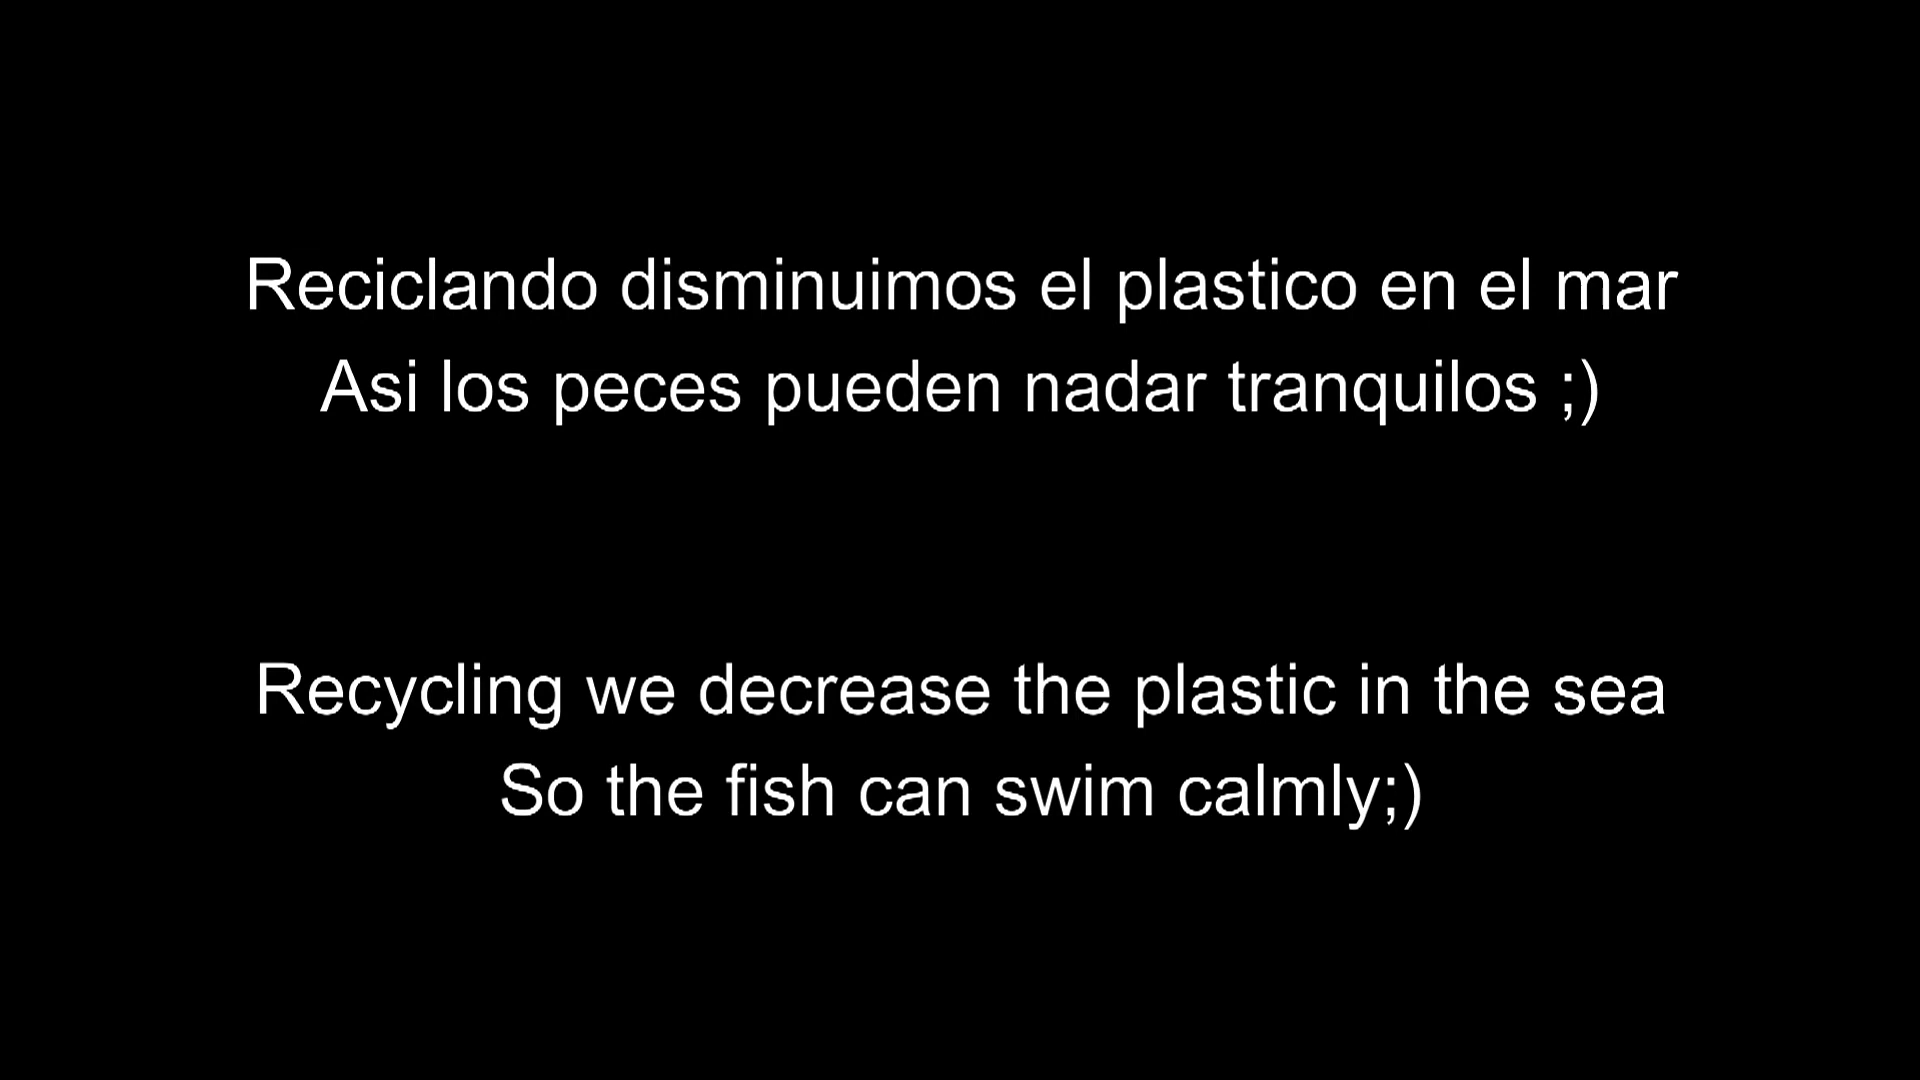 Reciclando disminuimos el plastico en el mar
Asi los peces pueden nadar tranquilos ;)
Recycling we decrease the plastic in the sea
So the fish can swim calmly;)